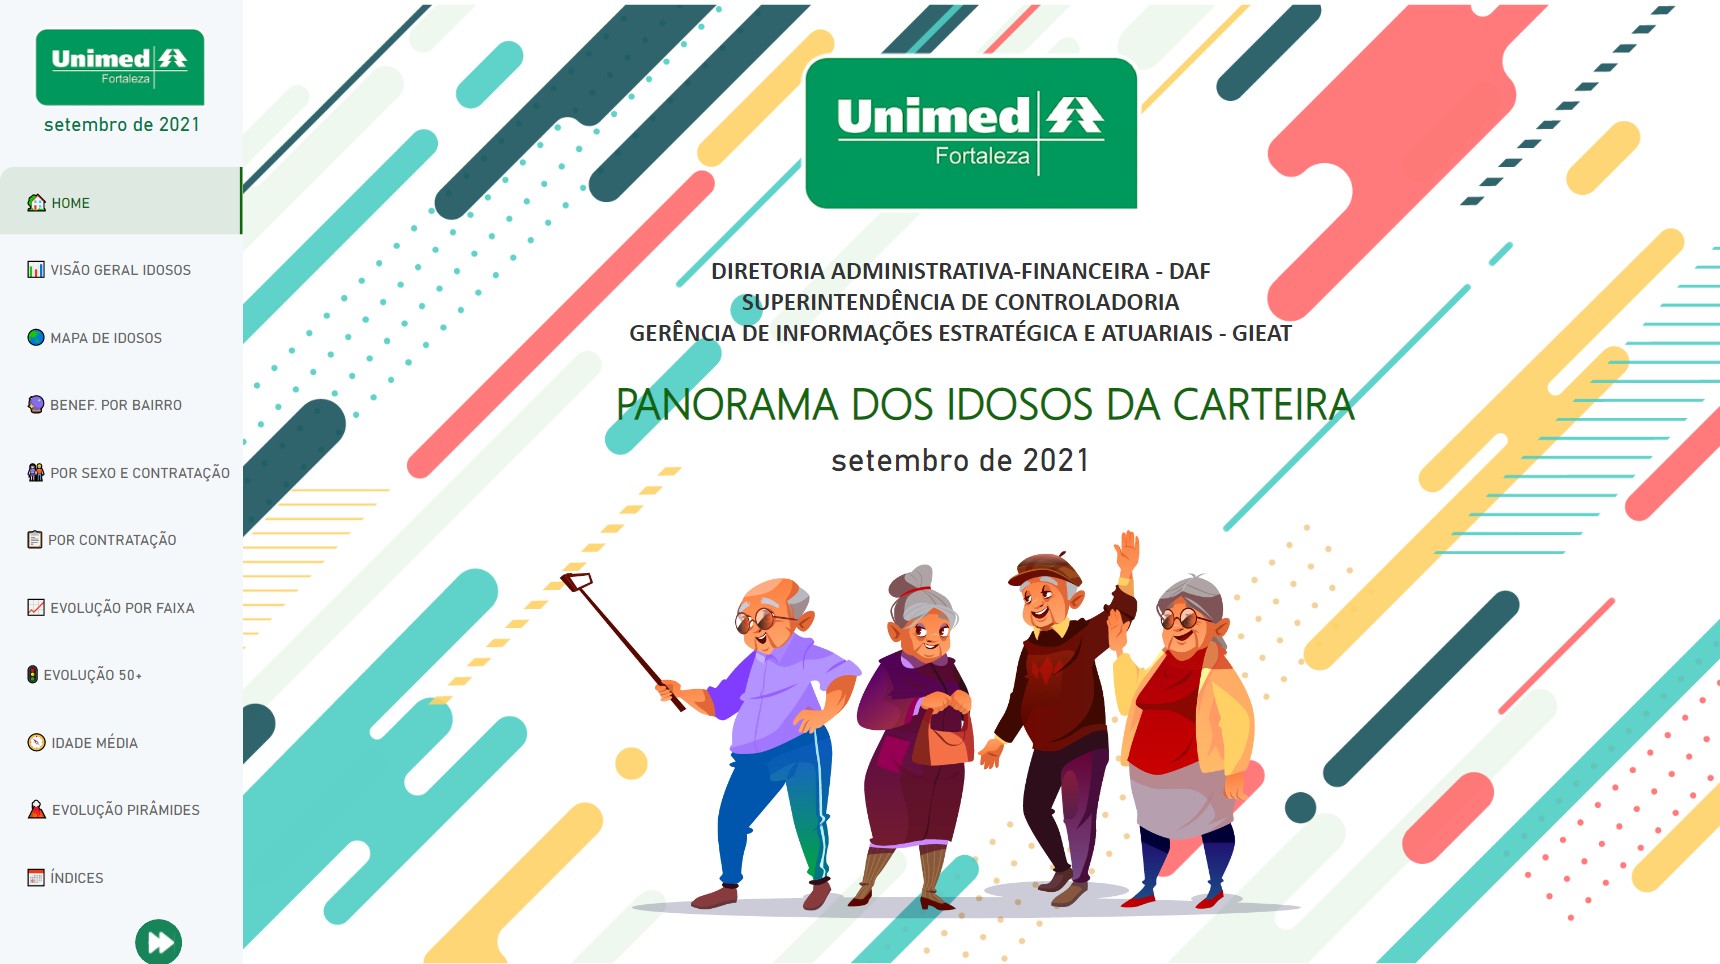 Unimed
Fortaleza
setembro de 2021
HOME
VISÃO GERAL IDOSOS
MAPA DE IDOSOS
BENEF. POR BAIRRO
POR SEXO E CONTRATAÇÃO
POR CONTRATAÇÃO
EVOLUÇÃO POR FAIXA
EVOLUÇÃO 50+
IDADE MÉDIA
EVOLUÇÃO PIRÂMIDES
ÍNDICES
Unimed
Fortaleza
DIRETORIA ADMINISTRATIVA-FINANCEIRA - DAF
SUPERINTENDÊNCIA DE CONTROLADORIA
GERÊNCIA DE INFORMAÇÕES ESTRATÉGICA E ATUARIAIS - GIEAT
PANORAMA DOS IDOSOS DA CARTEIRA
setembro de 2021